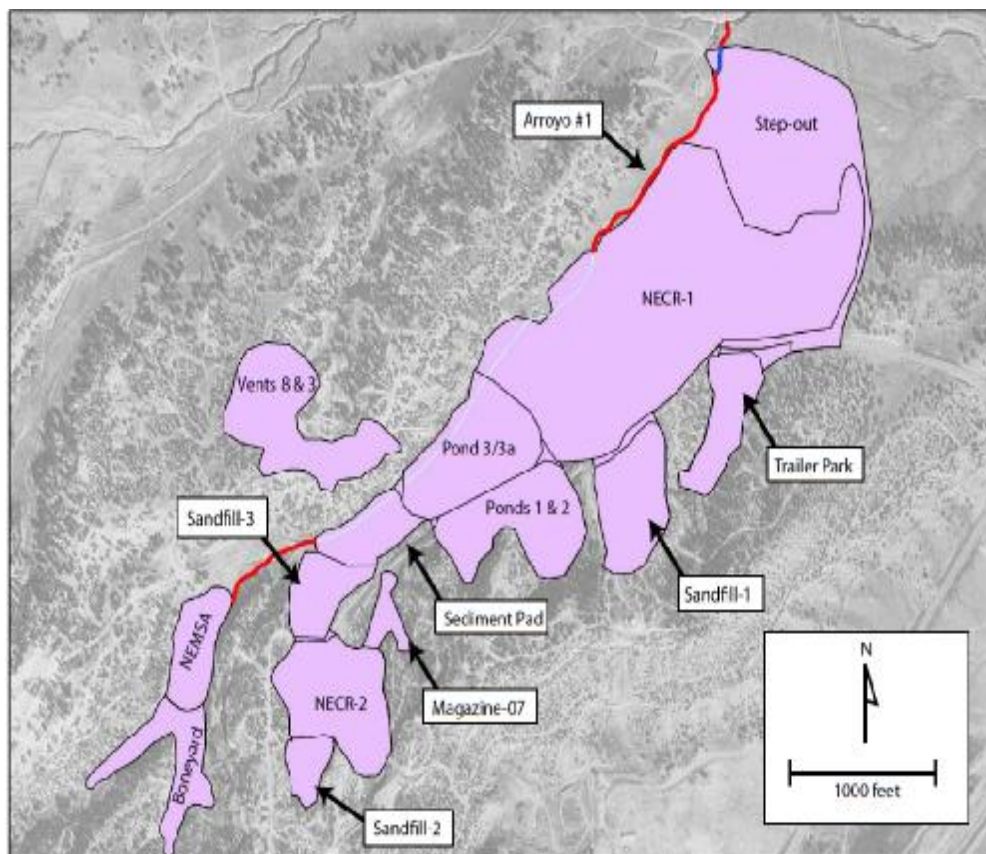 Step-out
Arroyo #1
NECR-1
Vents 8 & 3
Pond 3/3a
Trailer Park
Ponds 1 & 2
Sandfill-3
Sandfill-1
Sediment Pad
NEMSA
NECR-2
Magazine-07
Boneyard
Sandfill-2
N
1000 feet